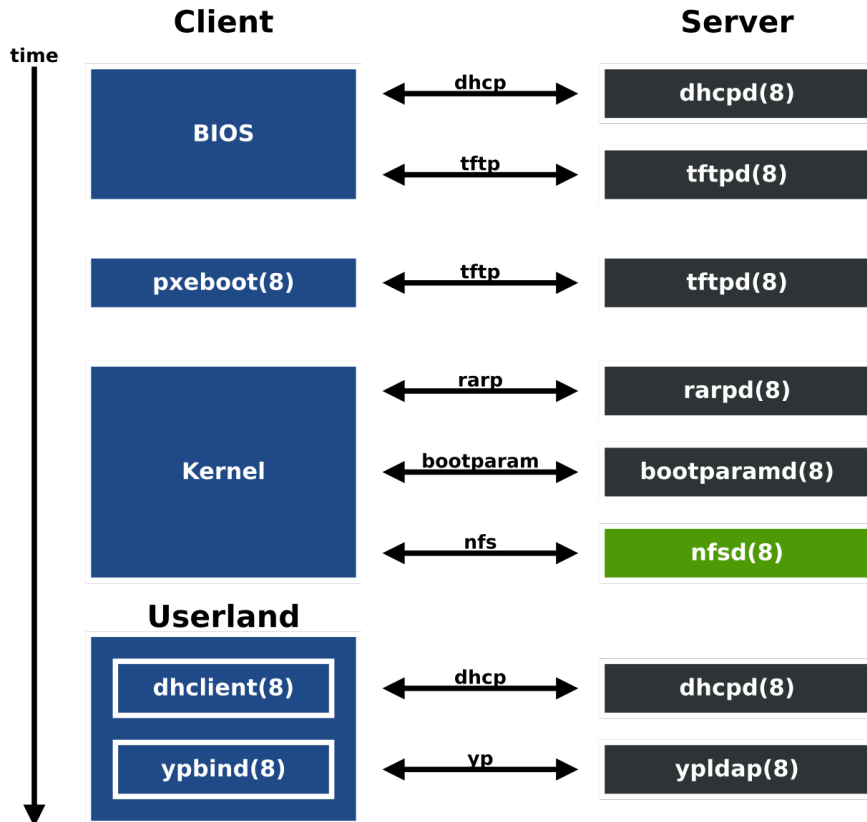 Client Server
time
dhcp
dhcpd(8)
BIOS
tftp
tftpd(8)
pxeboot(8)
tftp
tftpd(8)
rarp
rarpd(8)
Kernel
bootparam
bootparamd(8)
nfs
nfsd(8)
Userland
dhclient(8)
dhcp
dhcpd(8)
ypbind(8)
yp
ypldap(8)